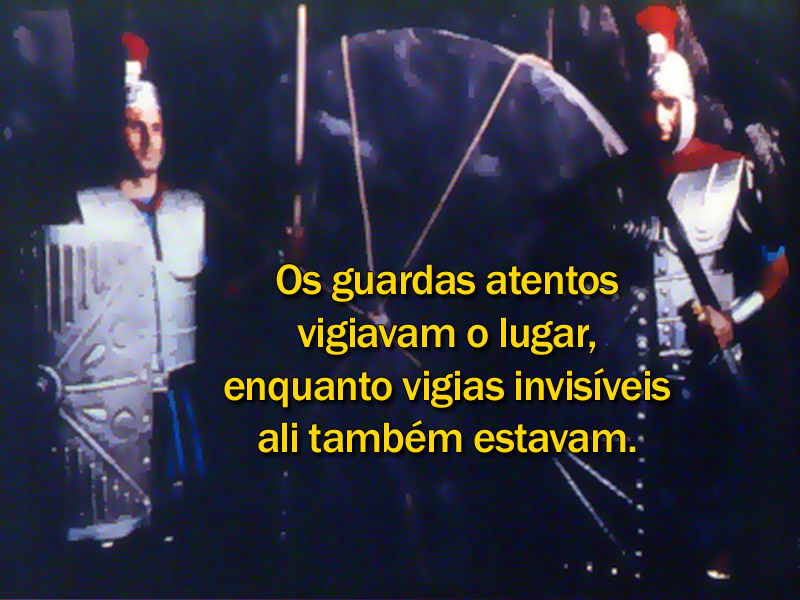 Os guardas atentos
vigiavam o lugar,
enquanto vigias invisíveis
ali também estavam.